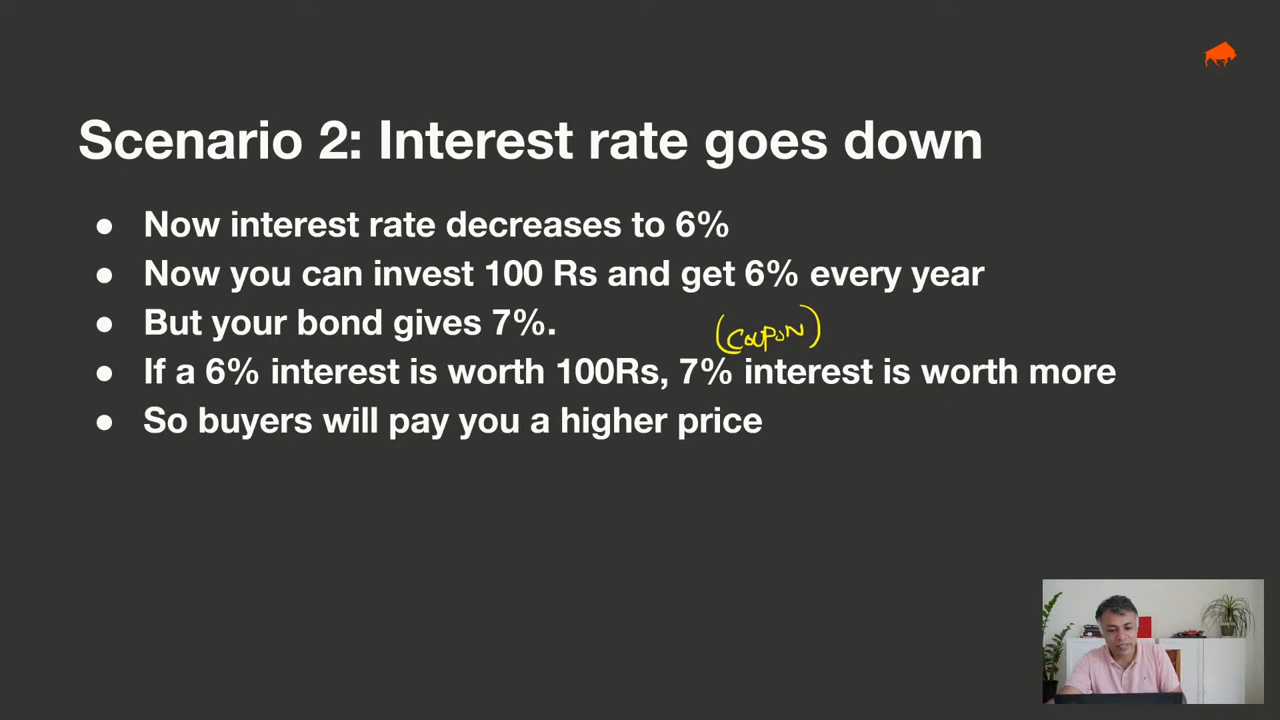 Scenario 2: Interest rate goes down
● Now interest rate decreases to 6%
● Now you can invest 100 Rs and get 6% every year
● But your bond gives 7%.
(COUPON)
● If a 6% interest is worth 100Rs, 7% interest is worth more
● So buyers will pay you a higher price